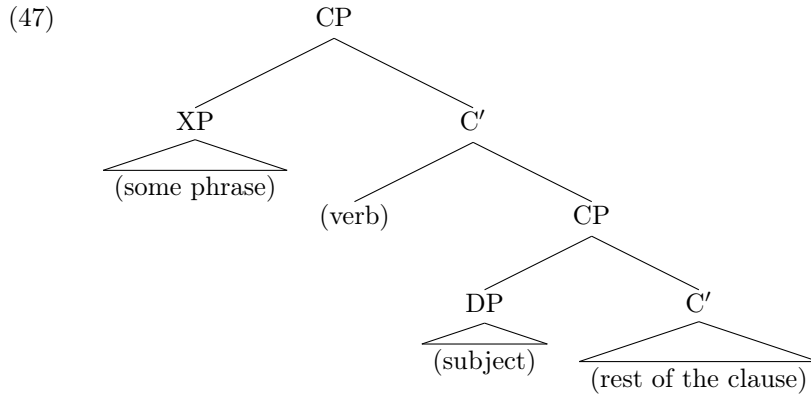 (47) CP
XP C′
(some phrase)
(verb) CP
DP C′
(subject) (rest of the clause)